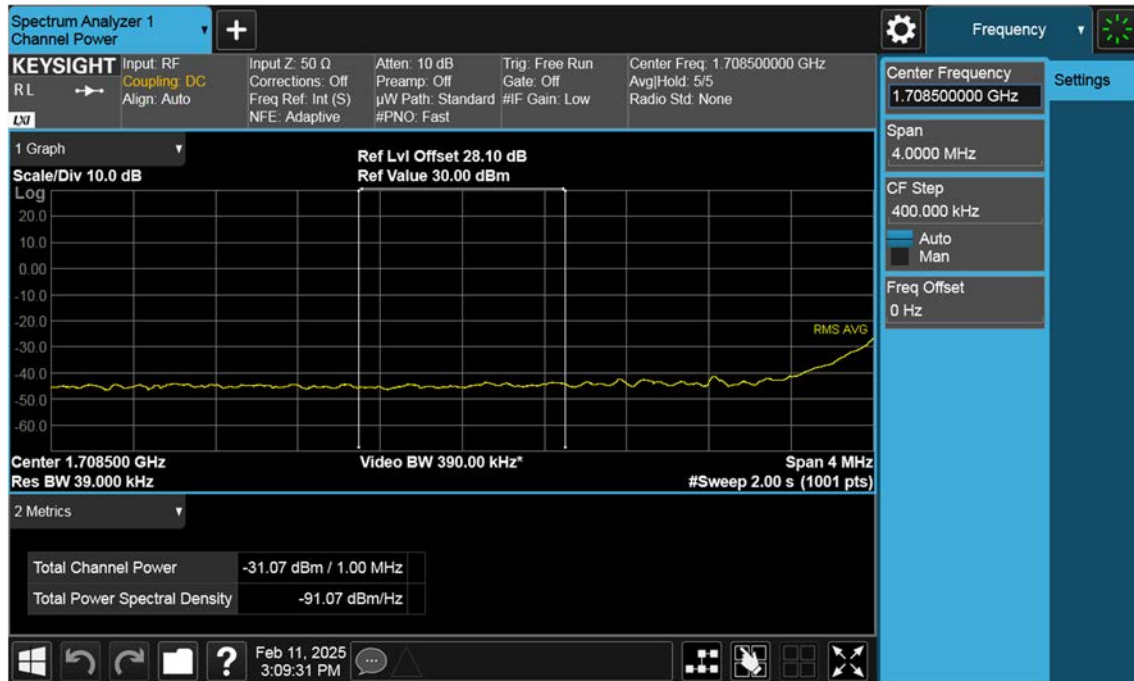 Spectrum Analyzer 1
Channel Power
Frequency
KEYSIGHT
RL
LXI
Input: RF
Coupling: DC
Align: Auto
Input Z: 50 Ω
Corrections: Off
Freq Ref: Int (S)
NFE: Adaptive
Atten: 10 dB
Preamp: Off
µW Path: Standard
#PNO: Fast
Trig: Free Run
Gate: Off
#IF Gain: Low
Center Freq: 1.708500000 GHz
Avg|Hold: 5/5
Radio Std: None
Center Frequency
1.708500000 GHz
Settings
Span
4.0000 MHz
CF Step
400.000 kHz
Auto
Man
Freq Offset
0 Hz
1 Graph
Scale/Div 10.0 dB
Ref Lvl Offset 28.10 dB
Ref Value 30.00 dBm
Log
20.0
10.0
0.00
-10.0
-20.0
-30.0
-40.0
-50.0
-60.0
RMS AVG
Center 1.708500 GHz
Video BW 390.00 kHz*
Span 4 MHz
Res BW 39.000 kHz
#Sweep 2.00 s (1001 pts)
2 Metrics
Total Channel Power -31.07 dBm / 1.00 MHz
Total Power Spectral Density -91.07 dBm/Hz
?
Feb 11, 2025
3:09:31 PM